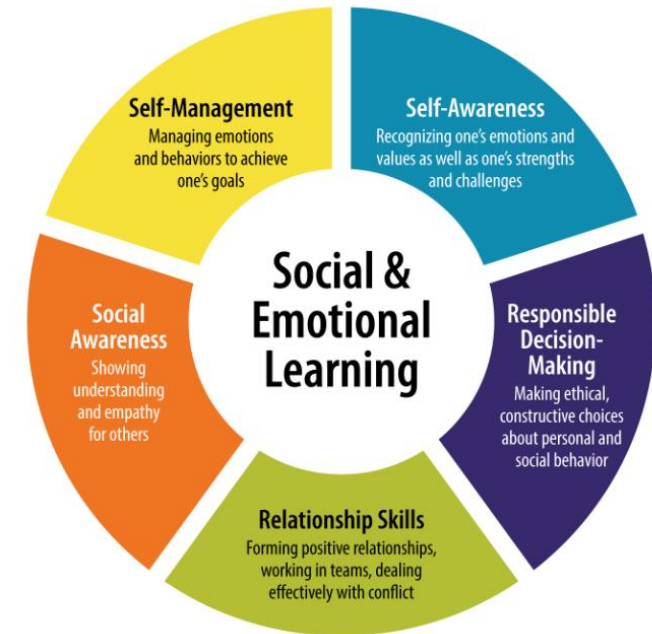 Self-Management
Managing emotions
and behaviors to achieve
one's goals
Self-Awareness
Recognizing one's emotions and
values as well as one's strengths
and challenges
Social &
Emotional
Learning
Social
Awareness
Showing
understanding
and empathy
for others
Responsible
Decision-
Making
Making ethical,
constructive choices
about personal and
social behavior
Relationship Skills
Forming positive relationships,
working in teams, dealing
effectively with conflict